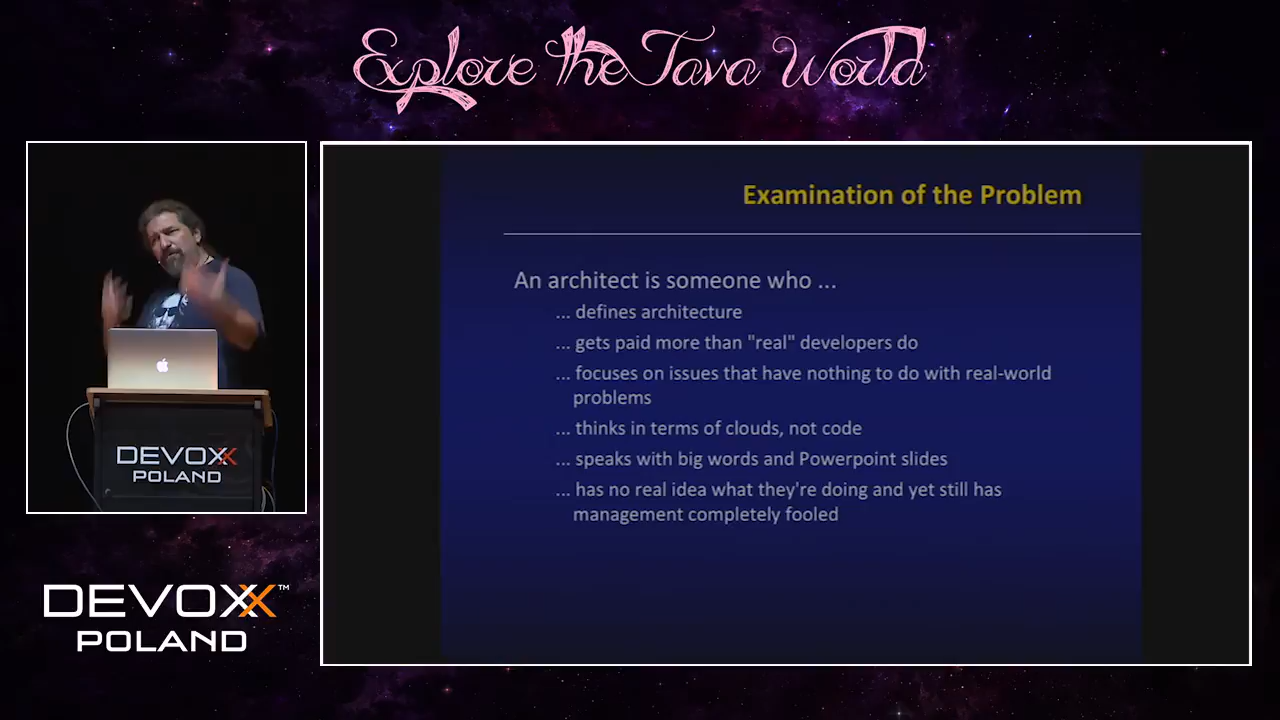 Explore the Java World
Examination of the Problem
An architect is someone who ...
... defines architecture
... gets paid more than "real" developers do
... focuses on issues that have nothing to do with real-world
problems
... thinks in terms of clouds, not code
... speaks with big words and Powerpoint slides
... has no real idea what they're doing and yet still has
management completely fooled
DEVOXX
POLAND
DEVOXX™
POLAND